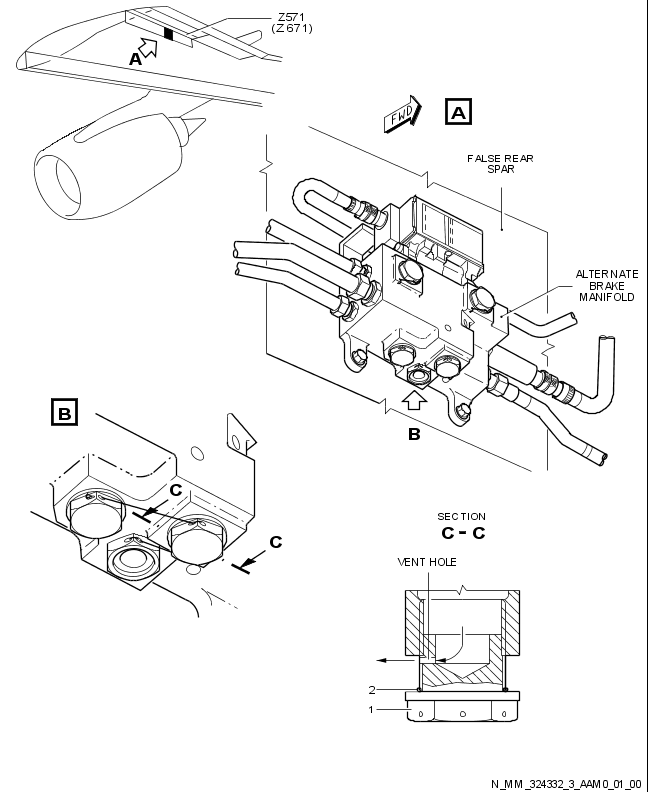 Z571
(Z671)
A
FWD
A
FALSE REAR
SPAR
ALTERNATE
BRAKE
MANIFOLD
B
B
C
C
SECTION
C - C
VENT HOLE
2
1
N_MM_324332_3_AAM0_01_00